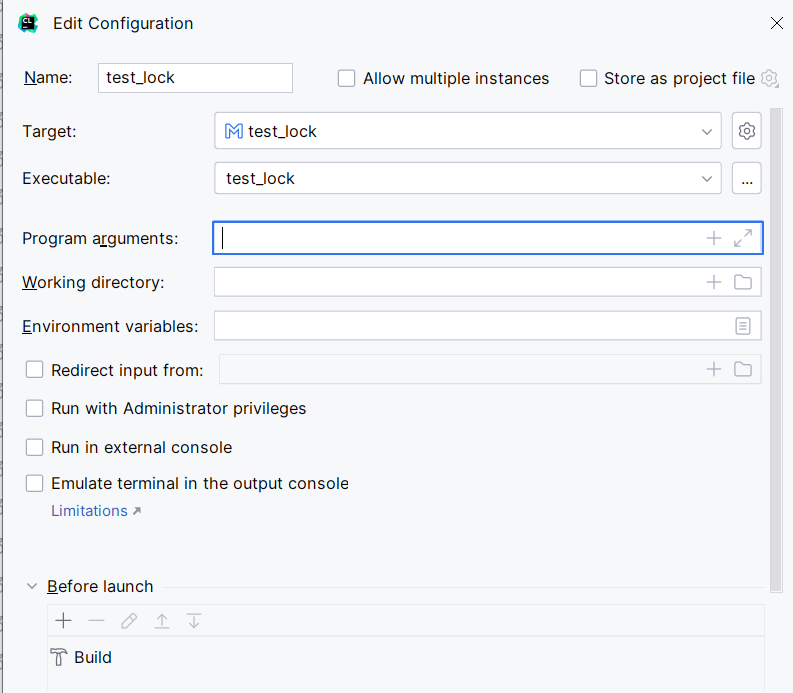 CL
Edit Configuration
Name: test_lock Allow multiple instances Store as project file
Target: test_lock
Executable: test_lock ...
Program arguments:
Working directory:
Environment variables:
Redirect input from:
Run with Administrator privileges
Run in external console
Emulate terminal in the output console
Limitations
Before launch
Build